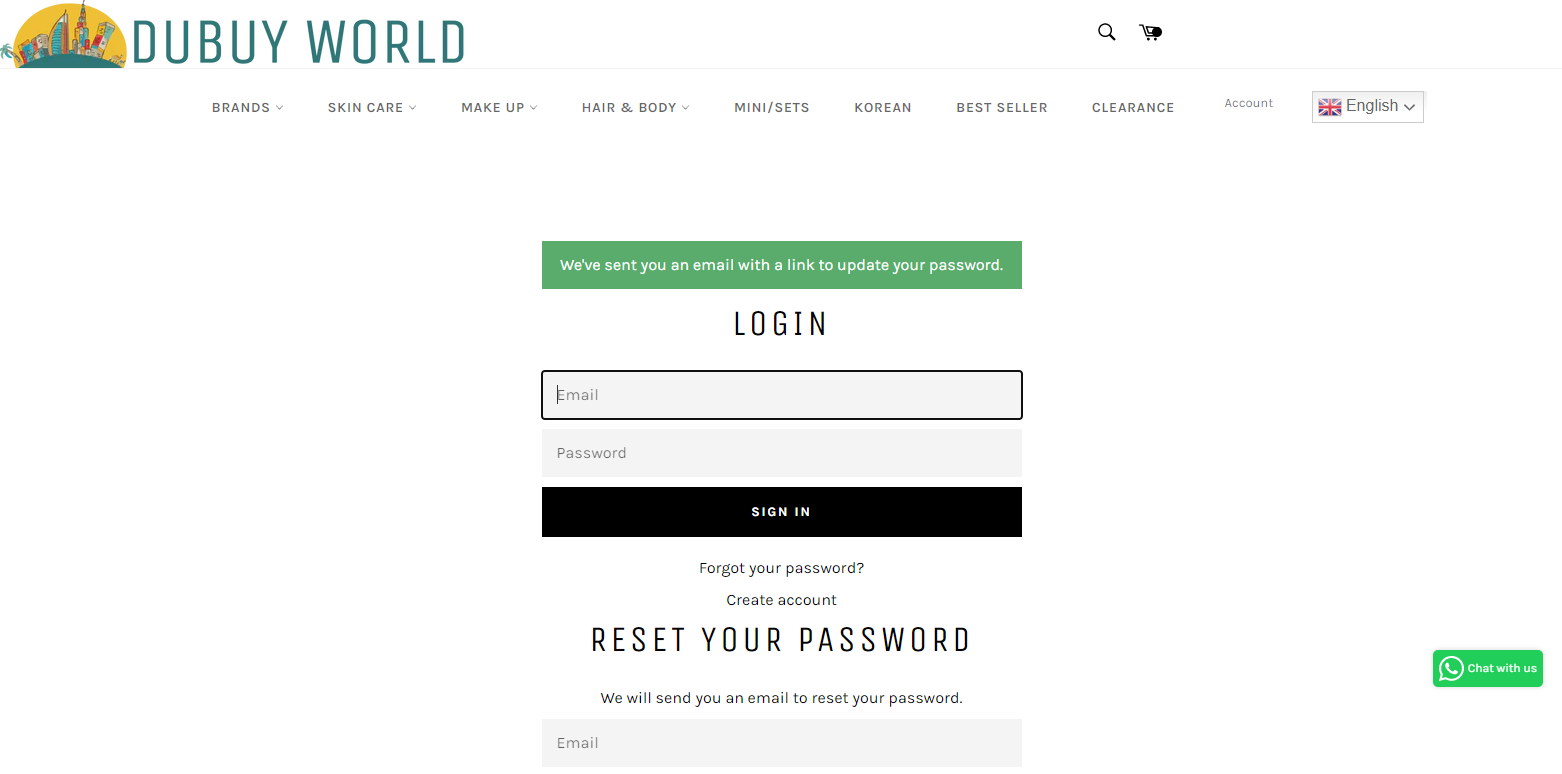 DUBUY WORLD
BRANDS SKIN CARE MAKE UP HAIR & BODY MINI/SETS KOREAN BEST SELLER CLEARANCE Account English
We've sent you an email with a link to update your password.
LOGIN
Email
Password
SIGN IN
Forgot your password?
Create account
RESET YOUR PASSWORD
Chat with us
We will send you an email to reset your password.
Email